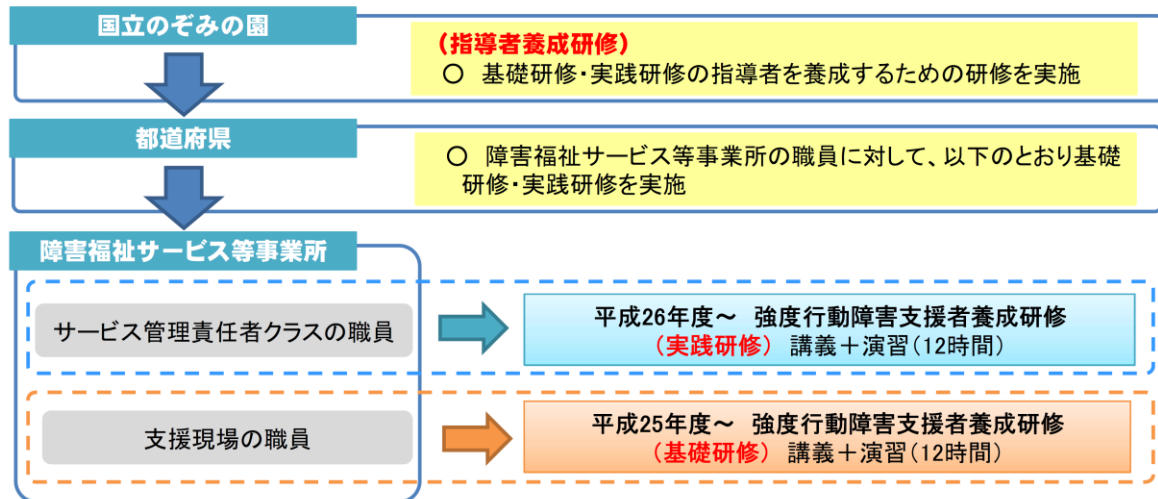 国立のぞみの園
(指導者養成研修)
○ 基礎研修・実践研修の指導者を養成するための研修を実施
都道府県
○ 障害福祉サービス等事業所の職員に対して、以下のとおり基礎
研修・実践研修を実施
障害福祉サービス等事業所
サービス管理責任者クラスの職員
平成26年度～ 強度行動障害支援者養成研修
(実践研修) 講義＋演習(12時間)
支援現場の職員
平成25年度～ 強度行動障害支援者養成研修
(基礎研修) 講義＋演習(12時間)